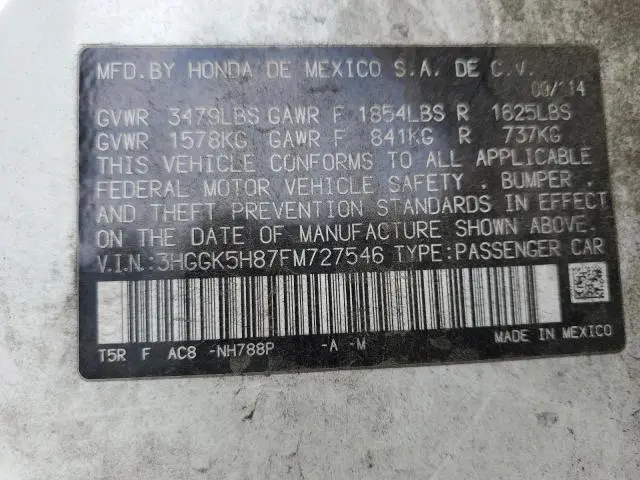 MFD.BY HONDA DE MEXICO S.A. DE C.V.
GVWR 3479LBS GAWR F 1854LBS R 1625LBS
GVWR 1578KG GAWR F 841KG R 737KG
THIS VEHICLE CONFORMS TO ALL APPLICABLE
FEDERAL MOTOR VEHICLE SAFETY , BUMPER ,
AND THEFT PREVENTION STANDARDS IN EFFECT
ON THE DATE OF MANUFACTURE SHOWN ABOVE.
V.I.N.: 3HGGK5H87FM727546 TYPE: PASSENGER CAR
T5R F AC8 -NH788P -A -M
MADE IN MEXICO